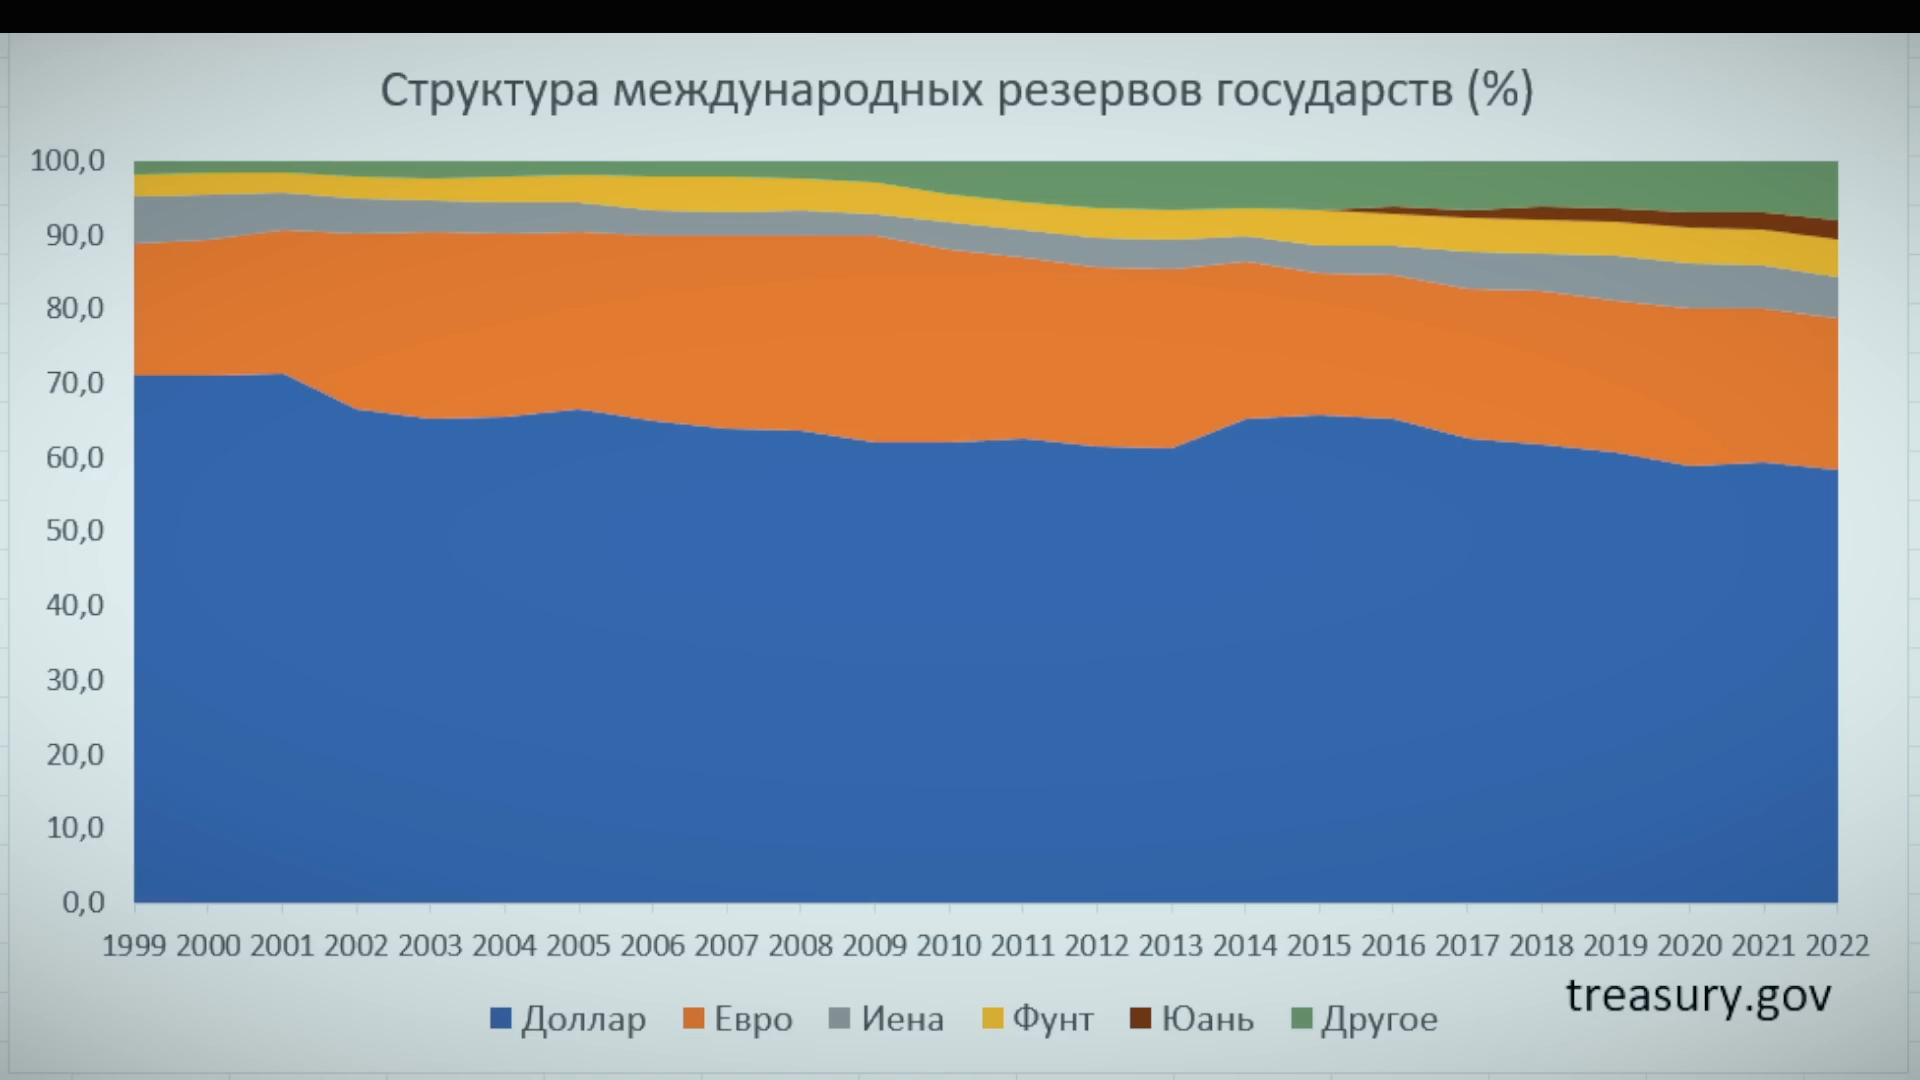 Структура международных резервов государств (%)
100,0
90,0
80,0
70,0
60,0
50,0
40,0
30,0
20,0
10,0
0,0
1999 2000 2001 2002 2003 2004 2005 2006 2007 2008 2009 2010 2011 2012 2013 2014 2015 2016 2017 2018 2019 2020 2021 2022
treasury.gov
Доллар Евро Иена Фунт Юань Другое